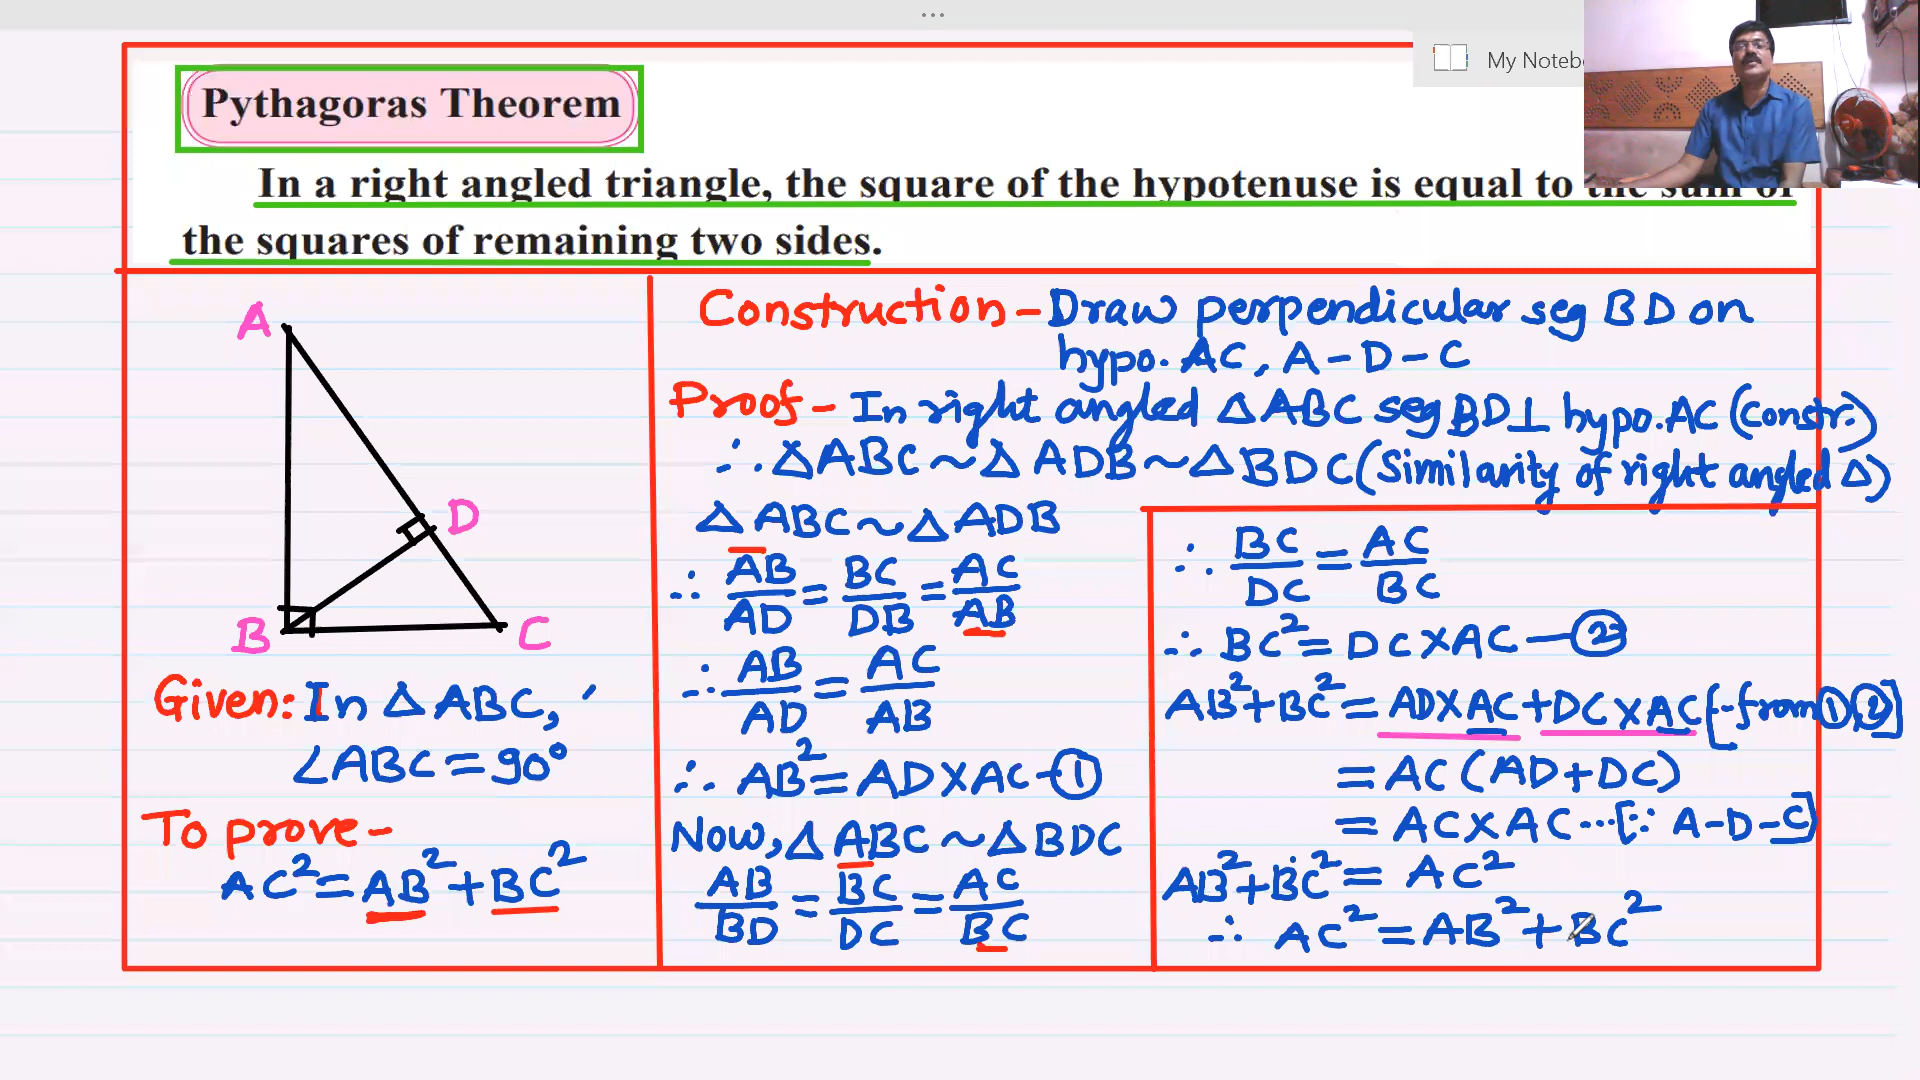 ...
My Noteb
Pythagoras Theorem
In a right angled triangle, the square of the hypotenuse is equal to the sum of
the squares of remaining two sides.
A
D
B
C
Given: In △ABC,
∠ABC = 90°
To prove-
AC² = AB² + BC²
Construction - Draw perpendicular seg BD on
hypo. AC, A-D-C
Proof - In right angled △ABC seg BD ⊥ hypo. AC (constr.)
∴ △ABC ~ △ADB ~ △BDC (Similarity of right angled △)
△ABC ~ △ADB
∴ AB/AD = BC/DB = AC/AB
∴ AB/AD = AC/AB
∴ AB² = AD × AC - ①
Now, △ABC ~ △BDC
AB/BD = BC/DC = AC/BC
∴ BC/DC = AC/BC
∴ BC² = DC × AC — ②
AB² + BC² = AD × AC + DC × AC [-- from ①, ②]
= AC (AD + DC)
= AC × AC ... [∵ A-D-C]
AB² + BC² = AC²
∴ AC² = AB² + BC²